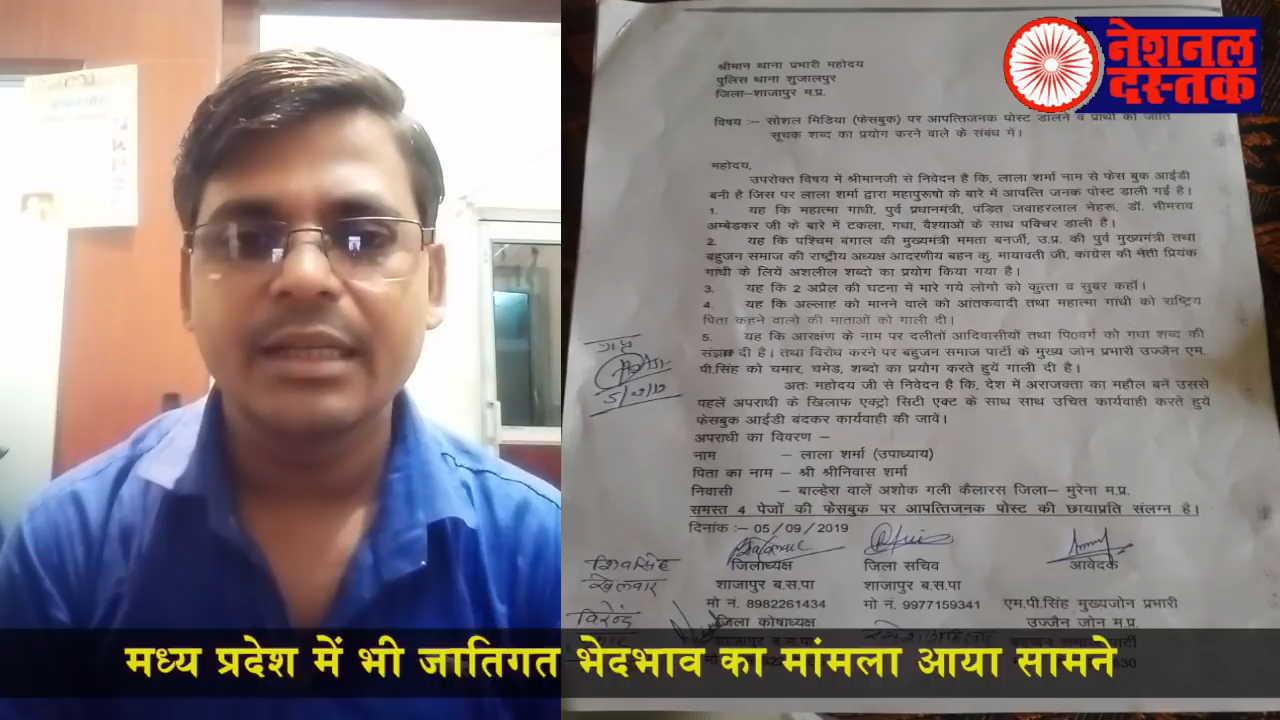 नेशनल
दस्तक
श्रीमान थाना प्रभारी महोदय
पुलिस थाना शुजालपुर
जिला–शाजापुर म.प्र.
विषय :– सोशल मिडिया (फेसबुक) पर आपत्तिजनक पोस्ट डालने व प्रार्थी को जाति
सूचक शब्द का प्रयोग करने वाले के संबंध में।
महोदय,
उपरोक्त विषय में श्रीमानजी से निवेदन है कि, लाला शर्मा नाम से फेस बुक आईडी
बनी है जिस पर लाला शर्मा द्वारा महापुरूषो के बारे में आपत्ति जनक पोस्ट डाली गई है।
1. यह कि महात्मा गांधी, पुर्व प्रधानमंत्री, पंड़ित जवाहरलाल नेहरू, डॉ. भीमराव
अम्बेडकर जी के बारे में टकला, गधा, वैश्याओं के साथ पक्चिर डाली है।
2. यह कि पश्चिम बंगाल की मुख्यमंत्री ममता बनर्जी, उ.प्र. की पुर्व मुख्यमंत्री तथा
बहुजन समाज की राष्ट्रीय अध्यक्ष आदरणीय बहन कु. मायावती जी, कांग्रेस की नेत्ती प्रियंक
गांधी के लियें अशलील शब्दो का प्रयोग किया गया है।
3. यह कि 2 अप्रेल की घटना में मारे गये लोगो को कुत्ता व सुबर कहाँ।
4. यह कि अल्लाह को मानने वाले को आंतकवादी तथा महात्मा गांधी को राष्ट्रिय
पिता कहने वालो की माताओं को गाली दी।
5. यह कि आरक्षंण के नाम पर दलीतों आदिवासीयों तथा पि0वर्ग को गधा शब्द की
संज्ञा दी है। तथा विरोध करने पर बहुजन समाज पार्टी के मुख्य जोन प्रभारी उज्जैन एम.
पी.सिंह को चमार, चमेड, शब्दो का प्रयोग करते हुयें गाली दी है।
अतः महोदय जी से निवेदन है कि, देश में अराजक्ता का महौल बनें उससे
पहलें अपराधी के खिलाफ एक्ट्रो सिटी एक्ट के साथ साथ उचित कार्यवाही करते हुयें
फेसबुक आईडी बंदकर कार्यवाही की जावें।
अपराधी का विवरण –
नाम – लाला शर्मा (उपाध्याय)
पिता का नाम – श्री श्रीनिवास शर्मा
निवासी – बाल्हेरा वालें अशोक गली कैलारस जिला– मुरेना म.प्र.
समस्त 4 पेजों की फेसबुक पर आपत्तिजनक पोस्ट की छायाप्रति संलग्न है।
दिनांक :– 05/09/2019
जिलाध्यक्ष जिला सचिव आवेदक
शिवसिंह
शाजापुर ब.स.पा शाजापुर ब.स.पा
मो नं. 8982261434 मो नं. 9977159341 एम.पी.सिंह मुख्यजोन प्रभारी
विरेंद्र
जिला कोषाध्यक्ष उज्जैन जोन म.प्र.
मध्य प्रदेश में भी जातिगत भेदभाव का मांमला आया सामने